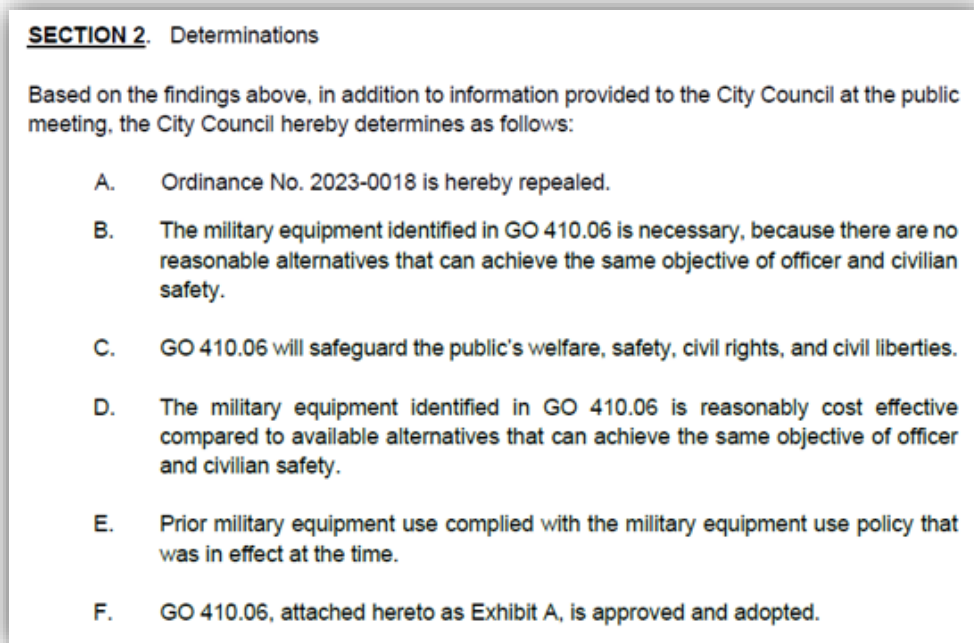 SECTION 2. Determinations
Based on the findings above, in addition to information provided to the City Council at the public
meeting, the City Council hereby determines as follows:
A. Ordinance No. 2023-0018 is hereby repealed.
B. The military equipment identified in GO 410.06 is necessary, because there are no
reasonable alternatives that can achieve the same objective of officer and civilian
safety.
C. GO 410.06 will safeguard the public's welfare, safety, civil rights, and civil liberties.
D. The military equipment identified in GO 410.06 is reasonably cost effective
compared to available alternatives that can achieve the same objective of officer
and civilian safety.
E. Prior military equipment use complied with the military equipment use policy that
was in effect at the time.
F. GO 410.06, attached hereto as Exhibit A, is approved and adopted.